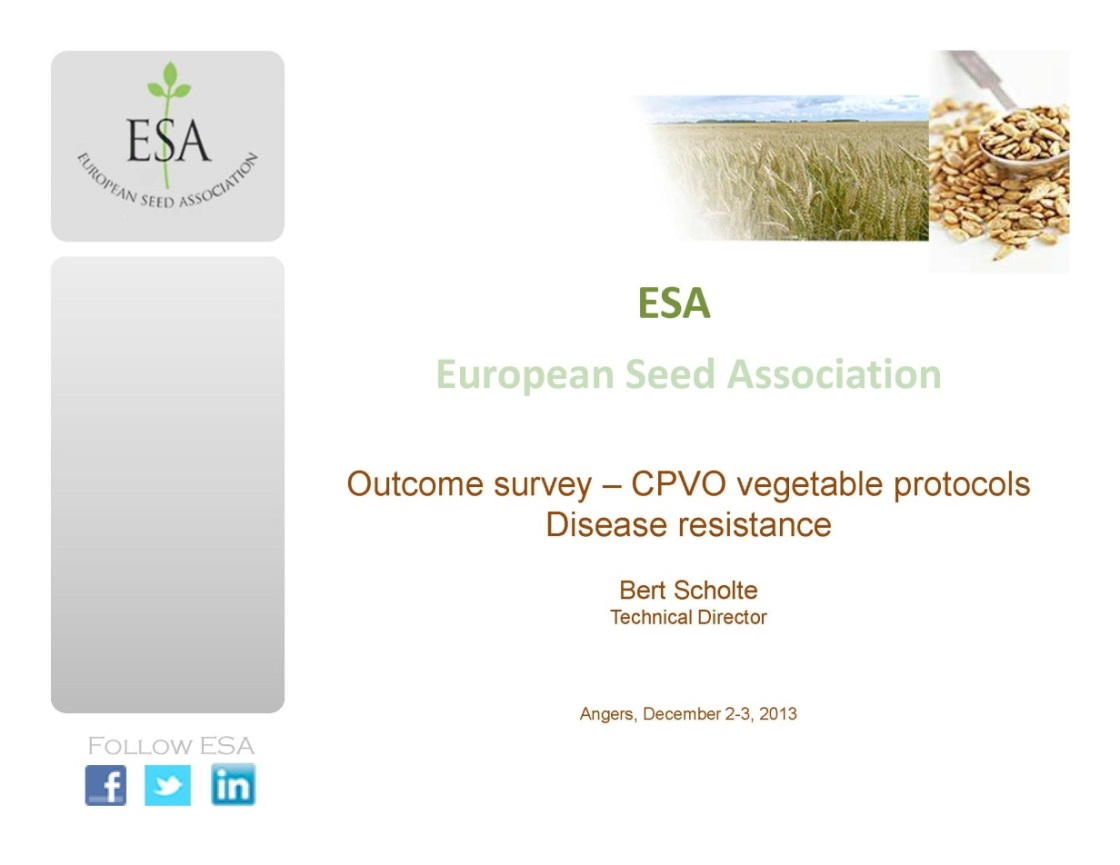 ESA
EUROPEAN SEED ASSOCIATION
ESA
European Seed Association
Outcome survey – CPVO vegetable protocols
Disease resistance
Bert Scholte
Technical Director
Angers, December 2-3, 2013
FOLLOW ESA
f
in